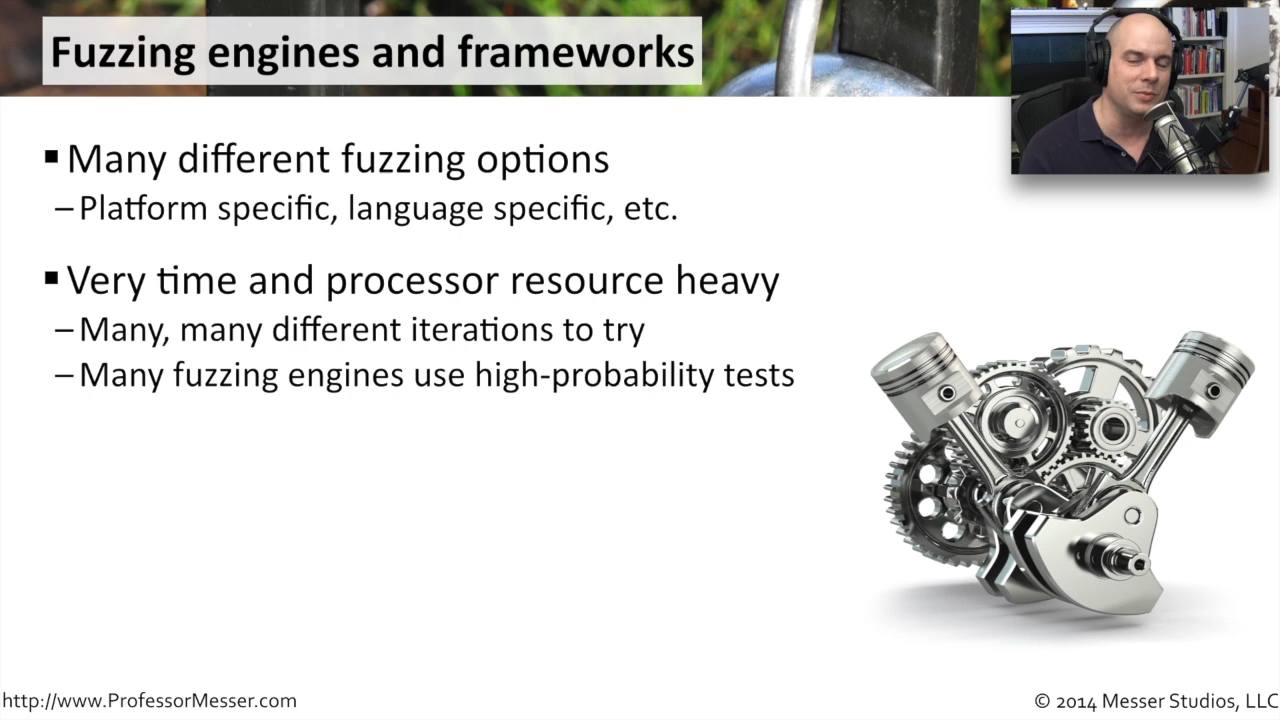 Fuzzing engines and frameworks
▪ Many different fuzzing options
– Platform specific, language specific, etc.
▪ Very time and processor resource heavy
– Many, many different iterations to try
– Many fuzzing engines use high-probability tests
http://www.ProfessorMesser.com
© 2014 Messer Studios, LLC